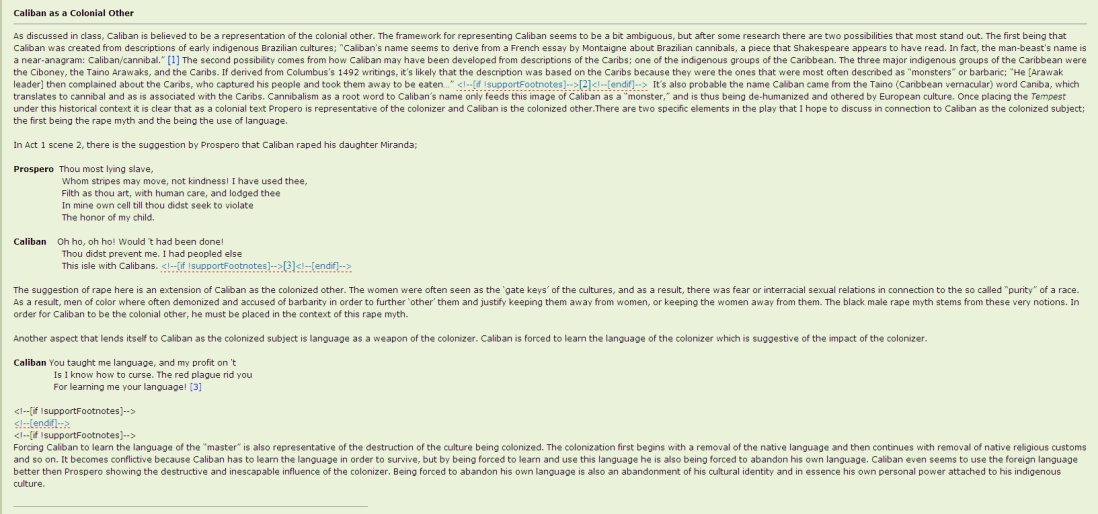 Caliban as a Colonial Other
As discussed in class, Caliban is believed to be a representation of the colonial other. The framework for representing Caliban seems to be a bit ambiguous, but after some research there are two possibilities that most stand out. The first being that
Caliban was created from descriptions of early indigenous Brazilian cultures; "Caliban's name seems to derive from a French essay by Montaigne about Brazilian cannibals, a piece that Shakespeare appears to have read. In fact, the man-beast's name is
a near-anagram: Caliban/cannibal." [1] The second possibility comes from how Caliban may have been developed from descriptions of the Caribs; one of the indigenous groups of the Caribbean. The three major indigenous groups of the Caribbean were
the Ciboney, the Taino Arawaks, and the Caribs. If derived from Columbus's 1492 writings, it's likely that the description was based on the Caribs because they were the ones that were most often described as "monsters" or barbaric; "He [Arawak
leader] then complained about the Caribs, who captured his people and took them away to be eaten…" <!--[if !supportFootnotes]-->[2]<!--[endif]--> It's also probable the name Caliban came from the Taino (Caribbean vernacular) word Caniba, which
translates to cannibal and as is associated with the Caribs. Cannibalism as a root word to Caliban's name only feeds this image of Caliban as a "monster," and is thus being de-humanized and othered by European culture. Once placing the Tempest
under this historical context it is clear that as a colonial text Propero is representative of the colonizer and Caliban is the colonized other.There are two specific elements in the play that I hope to discuss in connection to Caliban as the colonized subject;
the first being the rape myth and the being the use of language.
In Act 1 scene 2, there is the suggestion by Prospero that Caliban raped his daughter Miranda;
Prospero Thou most lying slave,
Whom stripes may move, not kindness! I have used thee,
Filth as thou art, with human care, and lodged thee
In mine own cell till thou didst seek to violate
The honor of my child.
Caliban Oh ho, oh ho! Would 't had been done!
Thou didst prevent me. I had peopled else
This isle with Calibans. <!--[if !supportFootnotes]-->[3]<!--[endif]-->
The suggestion of rape here is an extension of Caliban as the colonized other. The women were often seen as the 'gate keys' of the cultures, and as a result, there was fear or interracial sexual relations in connection to the so called "purity" of a race.
As a result, men of color where often demonized and accused of barbarity in order to further 'other' them and justify keeping them away from women, or keeping the women away from them. The black male rape myth stems from these very notions. In
order for Caliban to be the colonial other, he must be placed in the context of this rape myth.
Another aspect that lends itself to Caliban as the colonized subject is language as a weapon of the colonizer. Caliban is forced to learn the language of the colonizer which is suggestive of the impact of the colonizer.
Caliban You taught me language, and my profit on 't
Is I know how to curse. The red plague rid you
For learning me your language! [3]
<!--[if !supportFootnotes]-->
<!--[endif]-->
<!--[if !supportFootnotes]-->
Forcing Caliban to learn the language of the "master" is also representative of the destruction of the culture being colonized. The colonization first begins with a removal of the native language and then continues with removal of native religious customs
and so on. It becomes conflictive because Caliban has to learn the language in order to survive, but by being forced to learn and use this language he is also being forced to abandon his own language. Caliban even seems to use the foreign language
better then Prospero showing the destructive and inescapable influence of the colonizer. Being forced to abandon his own language is also an abandonment of his cultural identity and in essence his own personal power attached to his indigenous
culture.